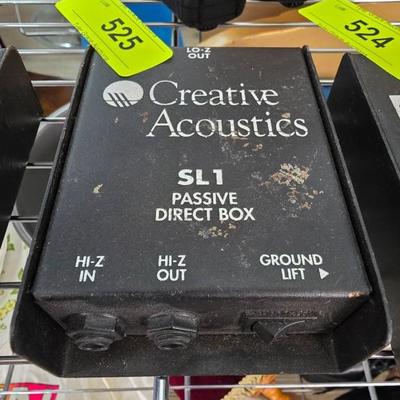 525
524
LO-Z
OUT
Creative
Acoustics
SL1
PASSIVE
DIRECT BOX
HI-Z
IN
HI-Z
OUT
GROUND
LIFT